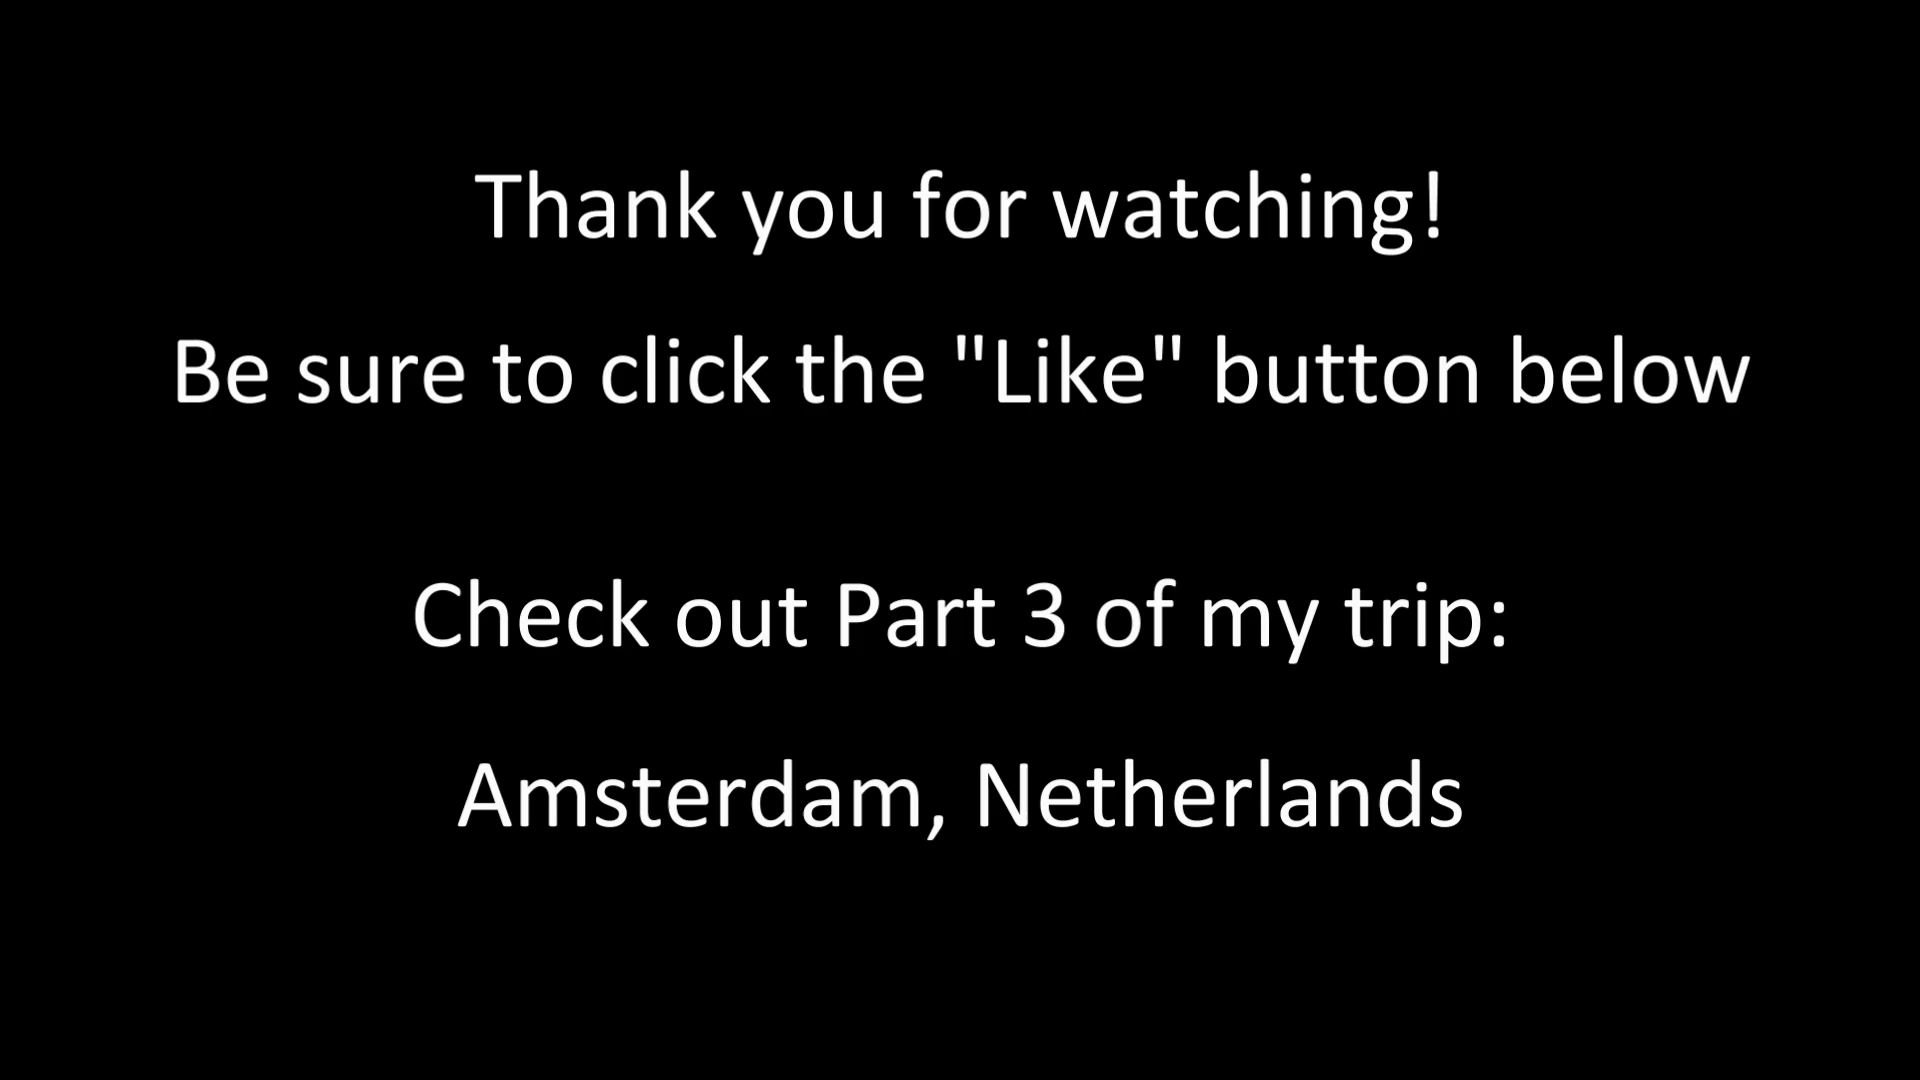 Thank you for watching!
Be sure to click the "Like" button below
Check out Part 3 of my trip:
Amsterdam, Netherlands